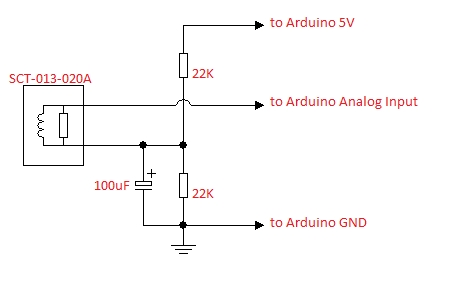 to Arduino 5V
22K
SCT-013-020A
to Arduino Analog Input
100uF
+
22K
to Arduino GND